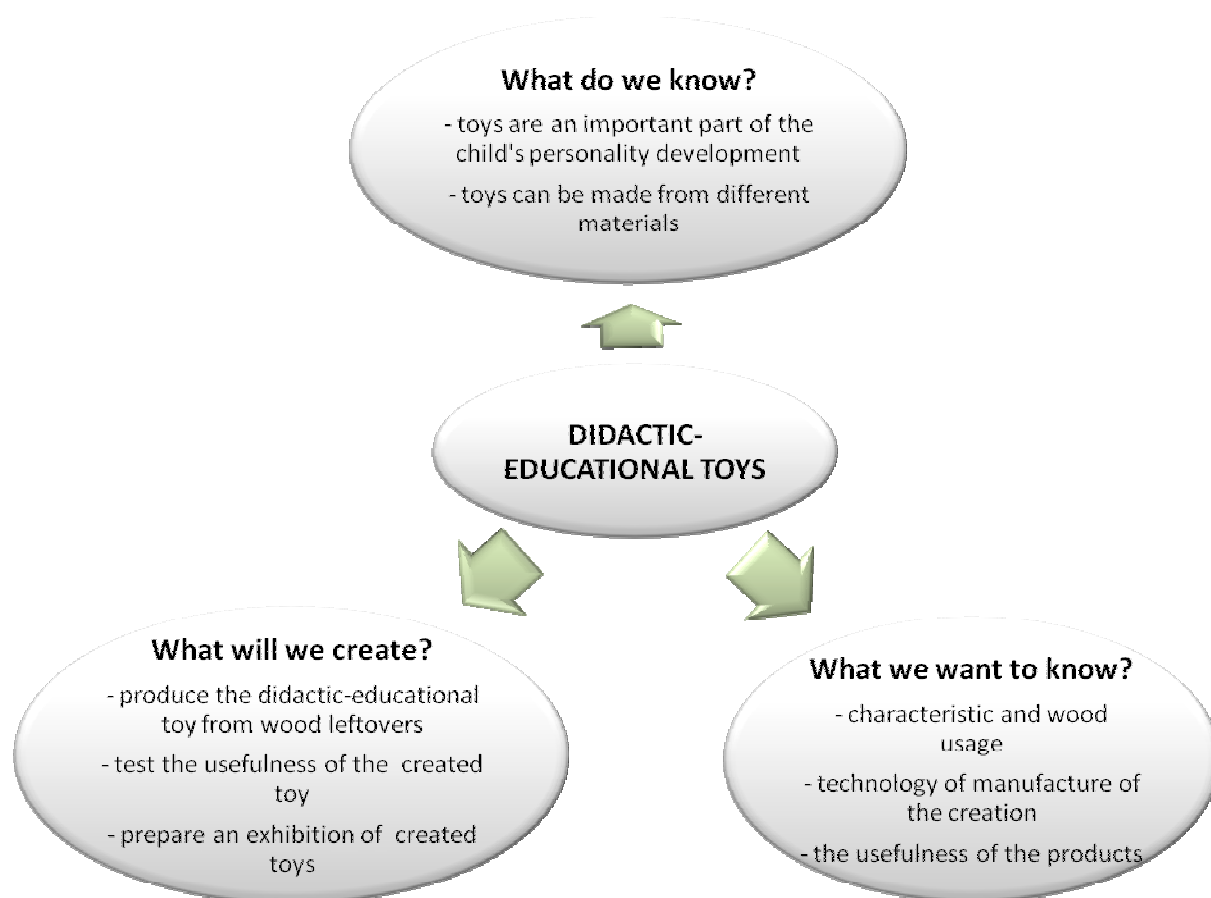 What do we know?
- toys are an important part of the
child's personality development
- toys can be made from different
materials
DIDACTIC-
EDUCATIONAL TOYS
What will we create?
- produce the didactic-educational
toy from wood leftovers
- test the usefulness of the created
toy
- prepare an exhibition of created
toys
What we want to know?
- characteristic and wood
usage
- technology of manufacture of
the creation
- the usefulness of the products